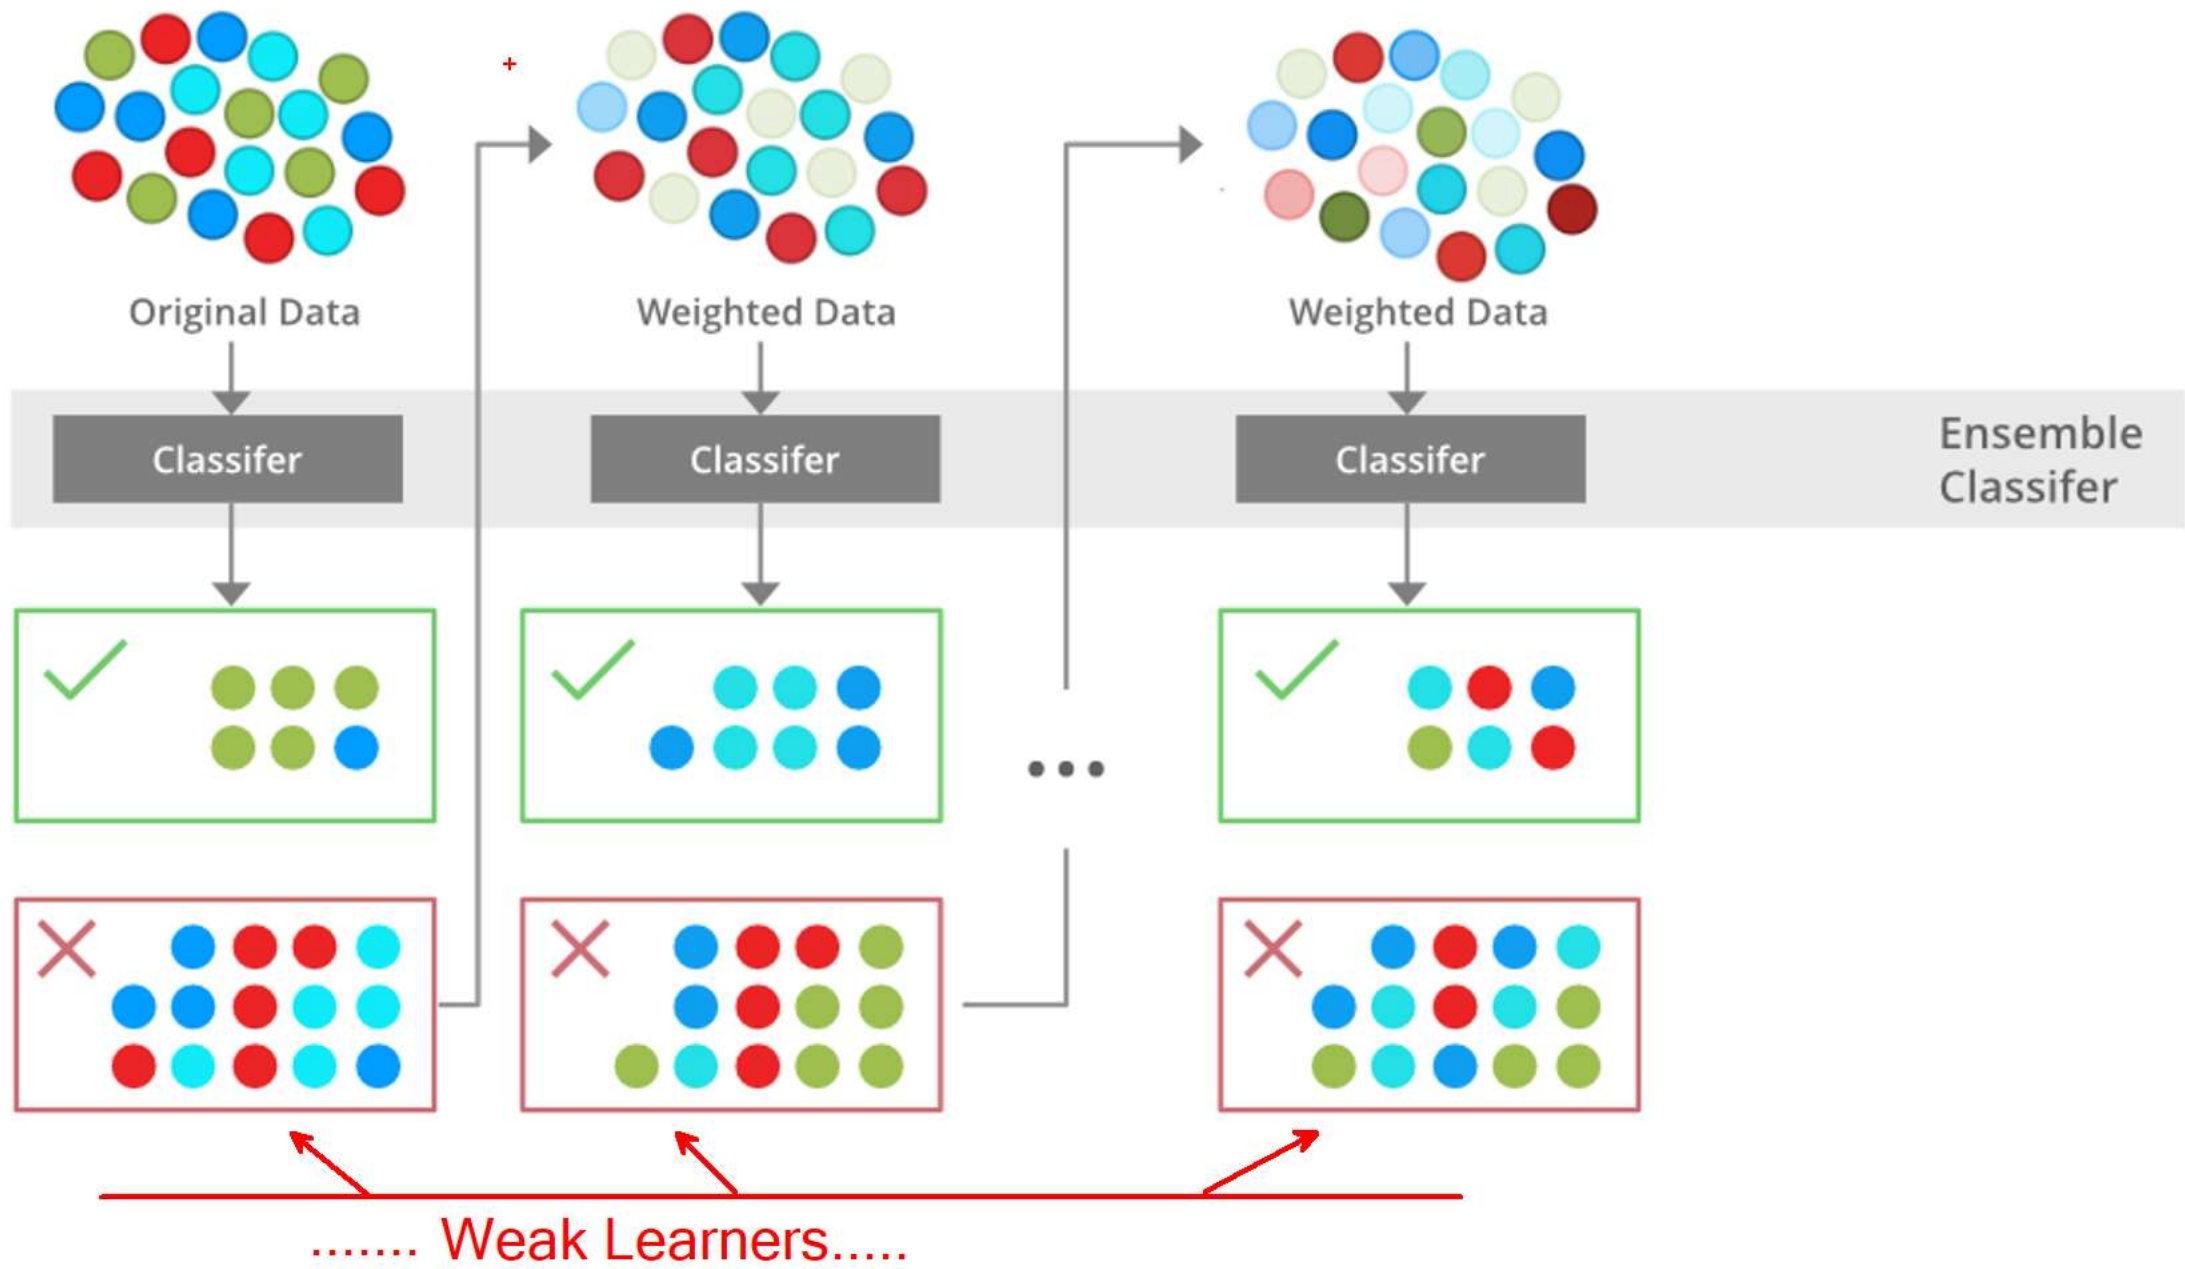 Original Data
Weighted Data
Weighted Data
Classifer
Classifer
Classifer
Ensemble
Classifer
....... Weak Learners.....